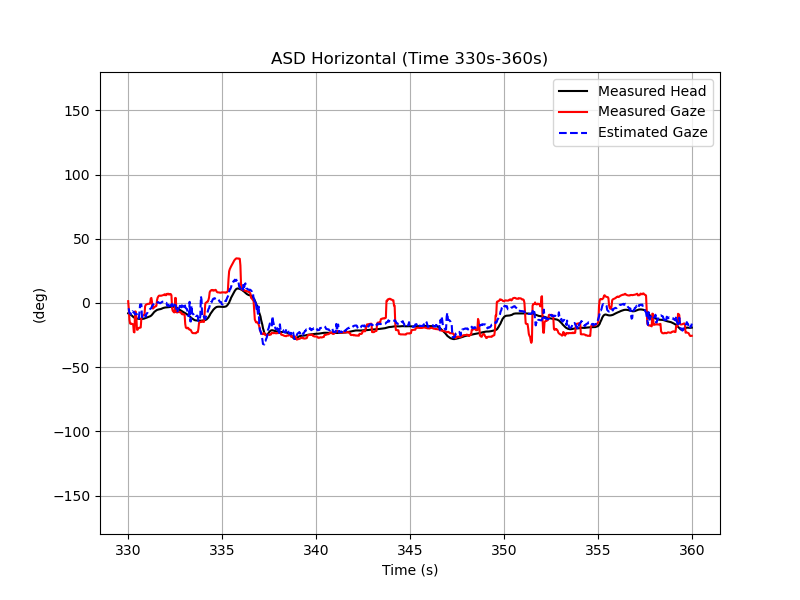 ASD Horizontal (Time 330s-360s)
Measured Head
Measured Gaze
Estimated Gaze
150
100
50
0
−50
−100
−150
(deg)
330 335 340 345 350 355 360
Time (s)